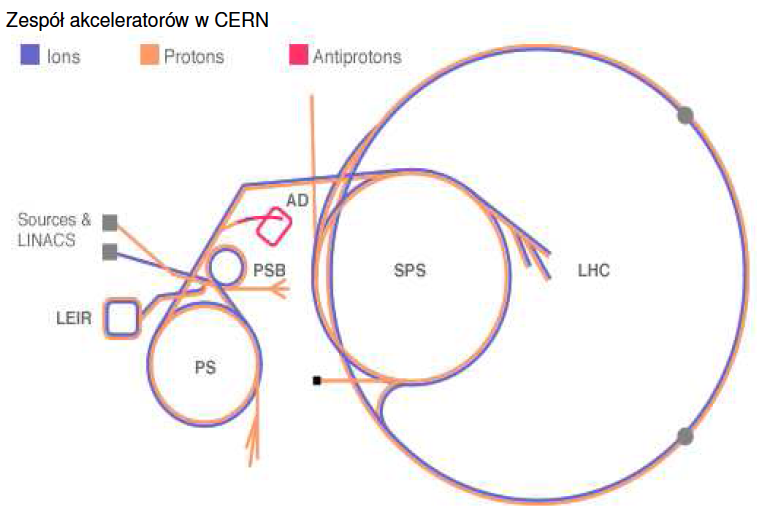 Zespół akceleratorów w CERN
Ions
Protons
Antiprotons
AD
Sources &
LINACS
PSB
SPS
LHC
LEIR
PS